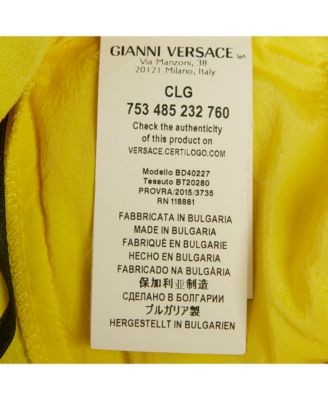 GIANNI VERSACE SpA
Via Manzoni, 38
20121 Milano, Italy
CLG
753 485 232 760
Check the authenticity
of this product on
VERSACE.CERTILOGO.COM
Modello BD40227
Tessuto BT20280
PROVRA/2015/3735
RN 118861
FABBRICATA IN BULGARIA
MADE IN BULGARIA
FABRIQUÉ EN BULGARIE
HECHO EN BULGARIA
FABRICADO NA BULGARIA
保加利亚制造
СДЕЛАНО В БОЛГАРИИ
ブルガリア製
HERGESTELLT IN BULGARIEN